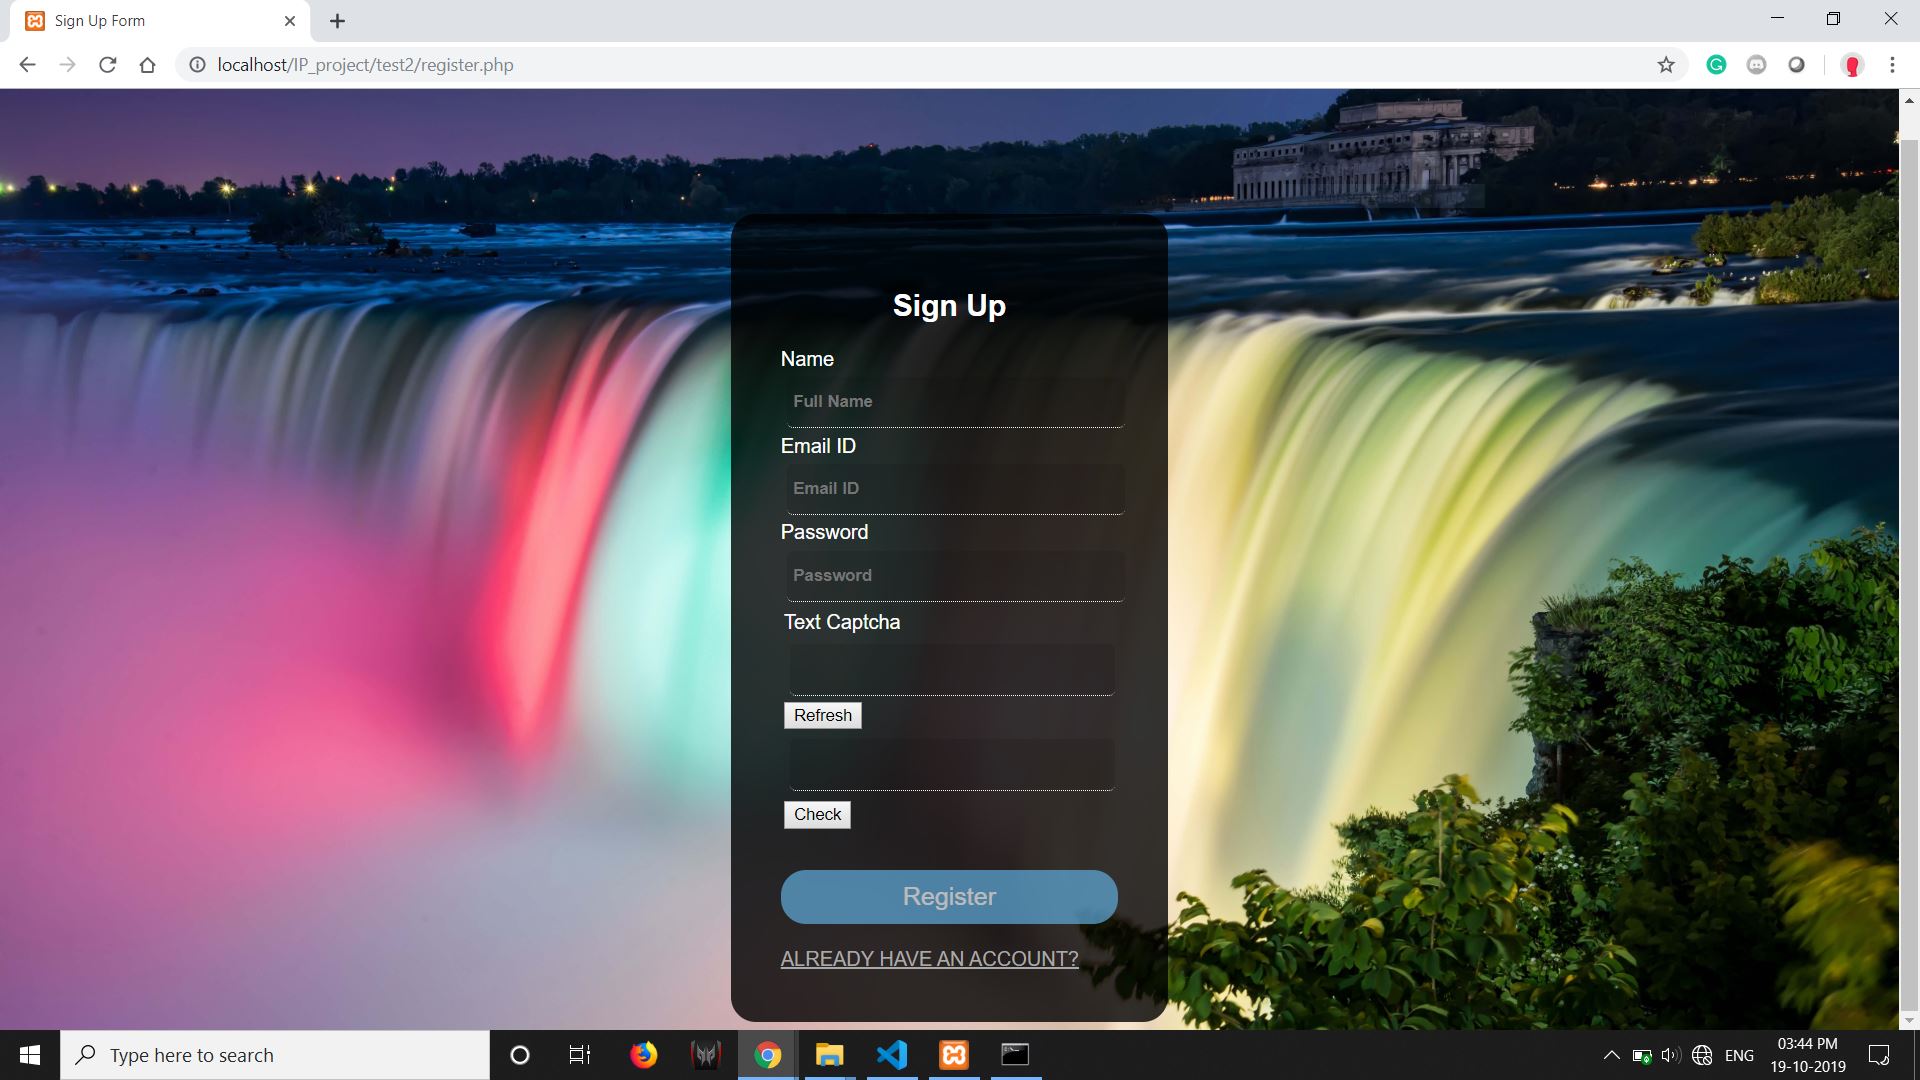 Sign Up Form
localhost/IP_project/test2/register.php
Sign Up
Name
Full Name
Email ID
Email ID
Password
Password
Text Captcha
Refresh
Check
Register
ALREADY HAVE AN ACCOUNT?
Type here to search
ENG
03:44 PM
19-10-2019